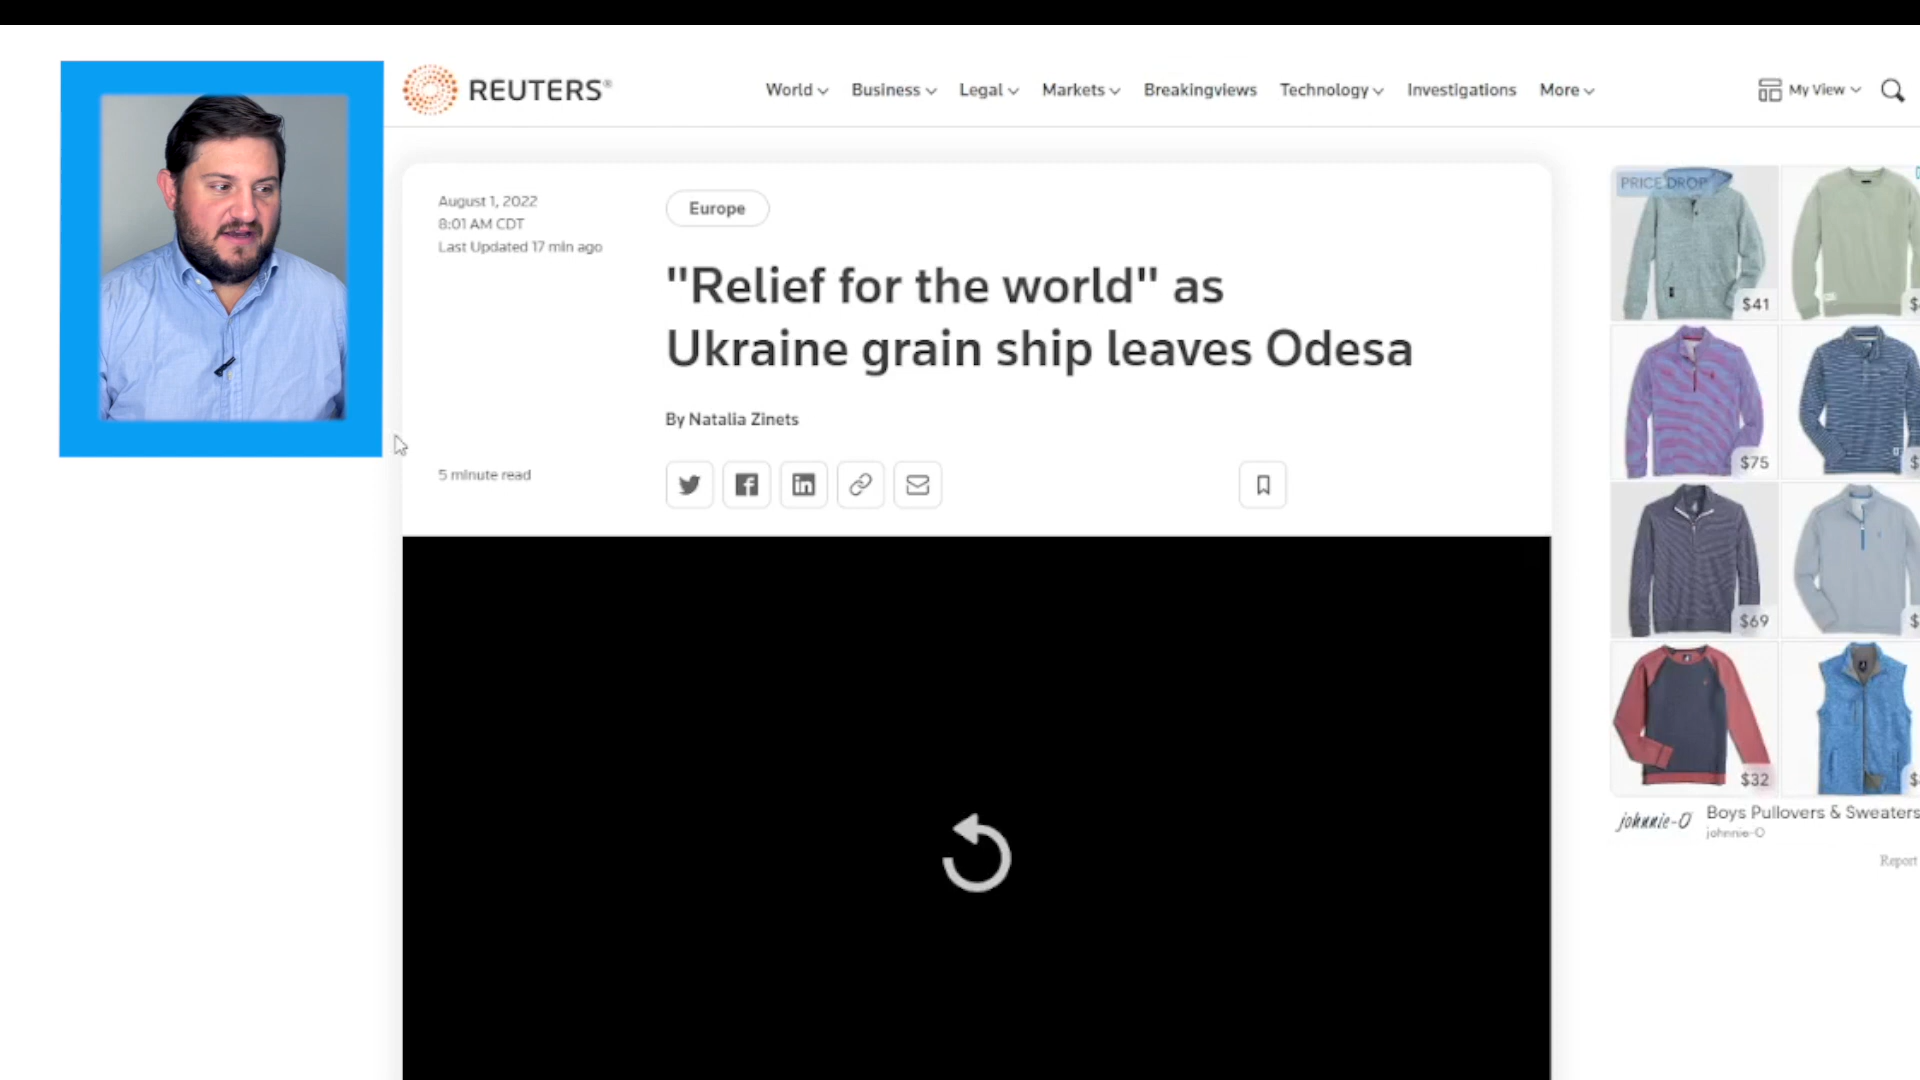 REUTERS®
World
Business
Legal
Markets
Breakingviews
Technology
Investigations
More
My View
August 1, 2022
8:01 AM CDT
Last Updated 17 min ago
Europe
"Relief for the world" as
Ukraine grain ship leaves Odesa
By Natalia Zinets
5 minute read
PRICE DROP
$41
$75
$69
$32
johnnie-O
Boys Pullovers & Sweaters
johnnie-O
Report